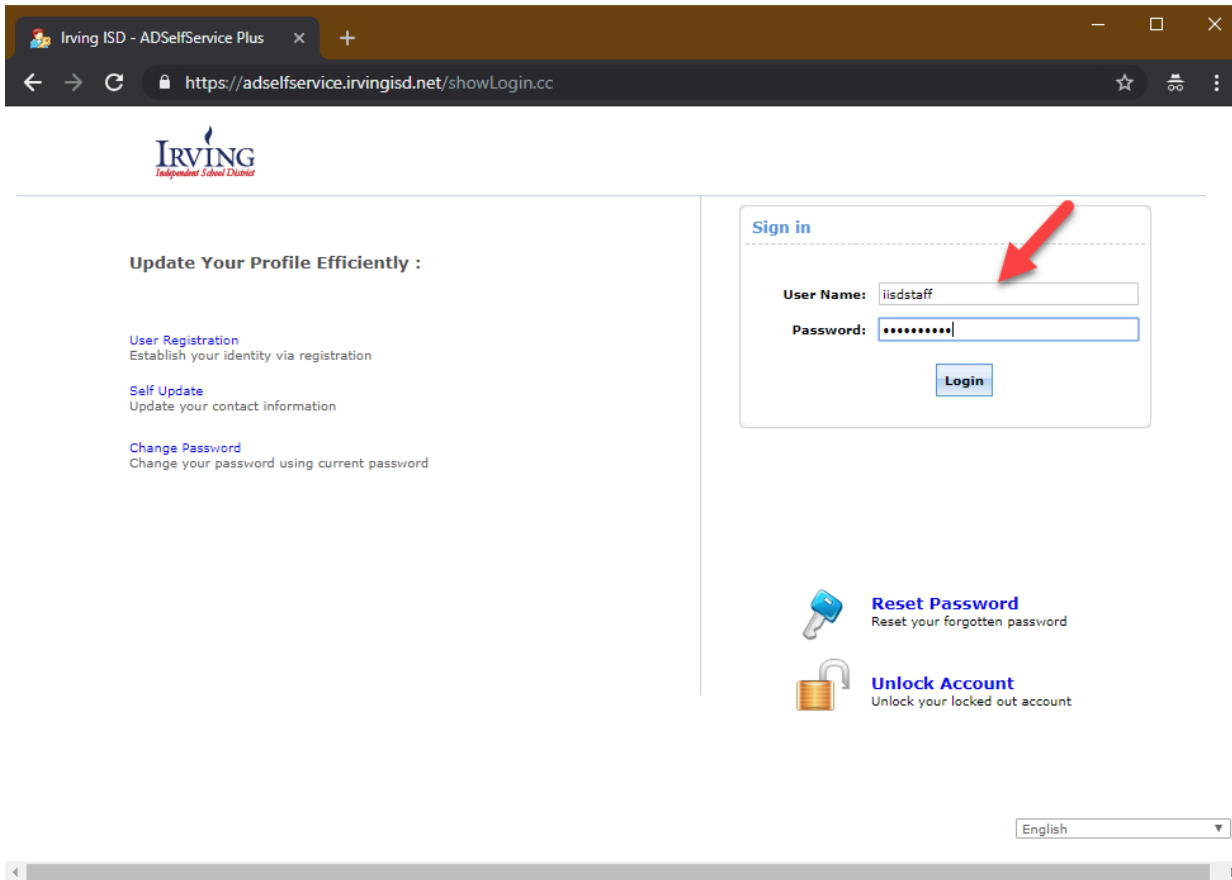 Irving ISD - ADSelfService Plus
https://adselfservice.irvingisd.net/showLogin.cc
IRVING
Independent School District
Sign in
Update Your Profile Efficiently :
User Name: iisdstaff
Password: ••••••••••
User Registration
Establish your identity via registration
Login
Self Update
Update your contact information
Change Password
Change your password using current password
Reset Password
Reset your forgotten password
Unlock Account
Unlock your locked out account
English